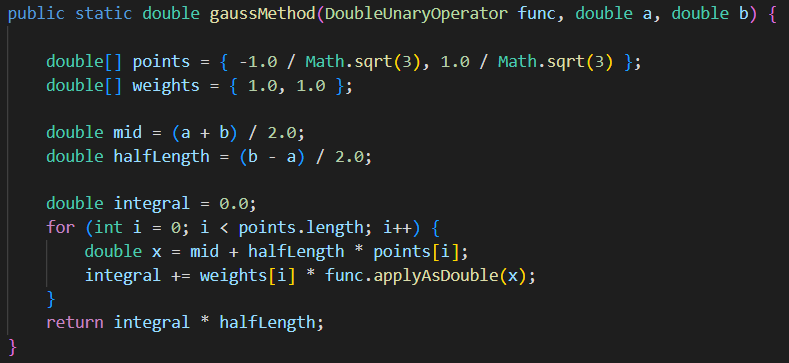 public static double gaussMethod(DoubleUnaryOperator func, double a, double b) {
double[] points = { -1.0 / Math.sqrt(3), 1.0 / Math.sqrt(3) };
double[] weights = { 1.0, 1.0 };
double mid = (a + b) / 2.0;
double halfLength = (b - a) / 2.0;
double integral = 0.0;
for (int i = 0; i < points.length; i++) {
double x = mid + halfLength * points[i];
integral += weights[i] * func.applyAsDouble(x);
}
return integral * halfLength;
}